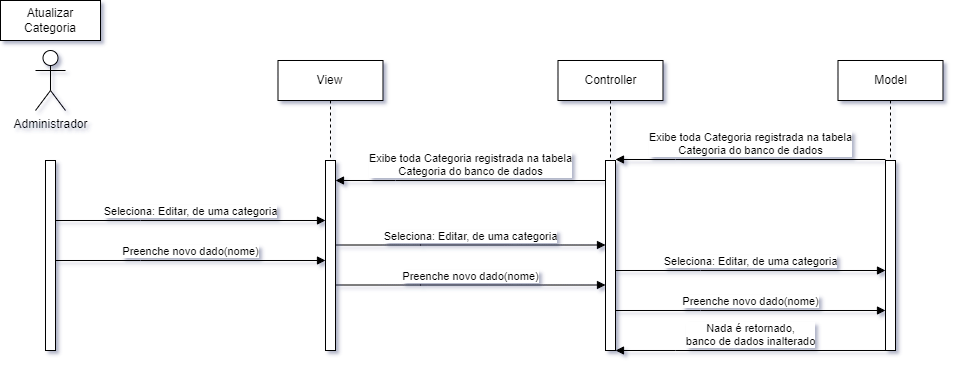 Atualizar
Categoria
Administrador
View
Controller
Model
Exibe toda Categoria registrada na tabela
Categoria do banco de dados
Exibe toda Categoria registrada na tabela
Categoria do banco de dados
Seleciona: Editar, de uma categoria
Seleciona: Editar, de uma categoria
Preenche novo dado(nome)
Seleciona: Editar, de uma categoria
Preenche novo dado(nome)
Preenche novo dado(nome)
Nada é retornado,
banco de dados inalterado